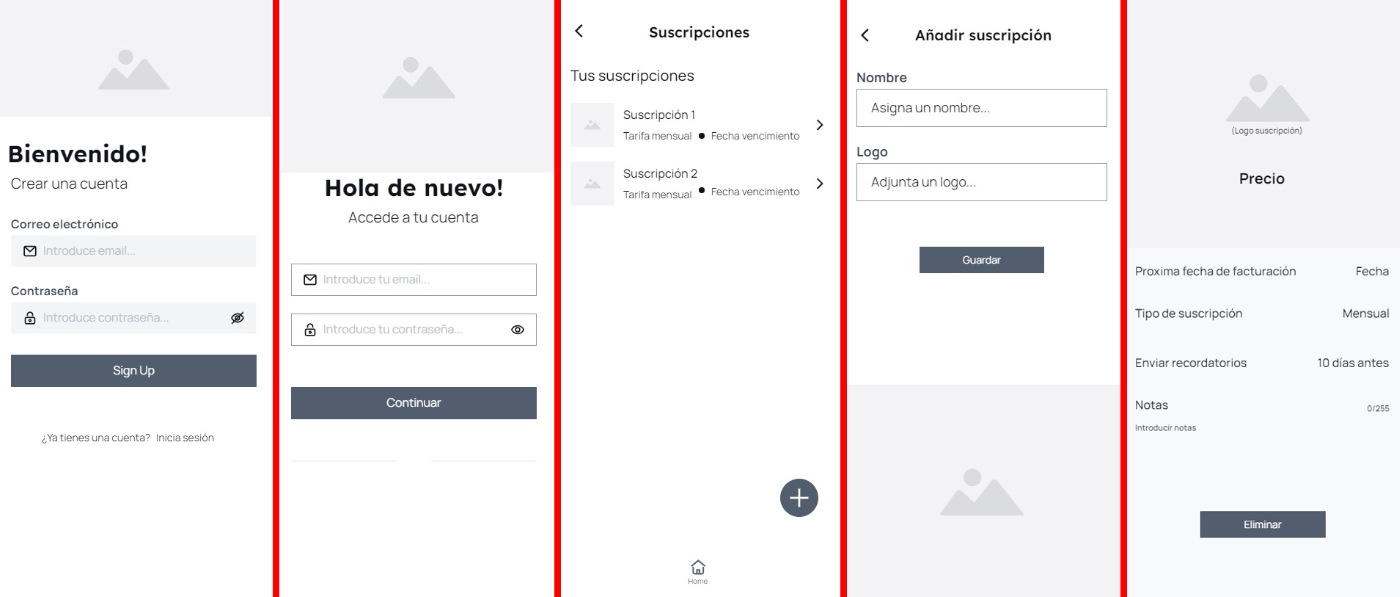 Bienvenido!
Crear una cuenta
Correo electrónico
Introduce email...
Contraseña
Introduce contraseña...
Sign Up
¿Ya tienes una cuenta? Inicia sesión
Hola de nuevo!
Accede a tu cuenta
Introduce tu email...
Introduce tu contraseña...
Continuar
Suscripciones
Tus suscripciones
Suscripción 1
Tarifa mensual ● Fecha vencimiento
Suscripción 2
Tarifa mensual ● Fecha vencimiento
Home
Añadir suscripción
Nombre
Asigna un nombre...
Logo
Adjunta un logo...
Guardar
(Logo suscripción)
Precio
Proxima fecha de facturación Fecha
Tipo de suscripción Mensual
Enviar recordatorios 10 días antes
Notas 0/255
Introducir notas
Eliminar